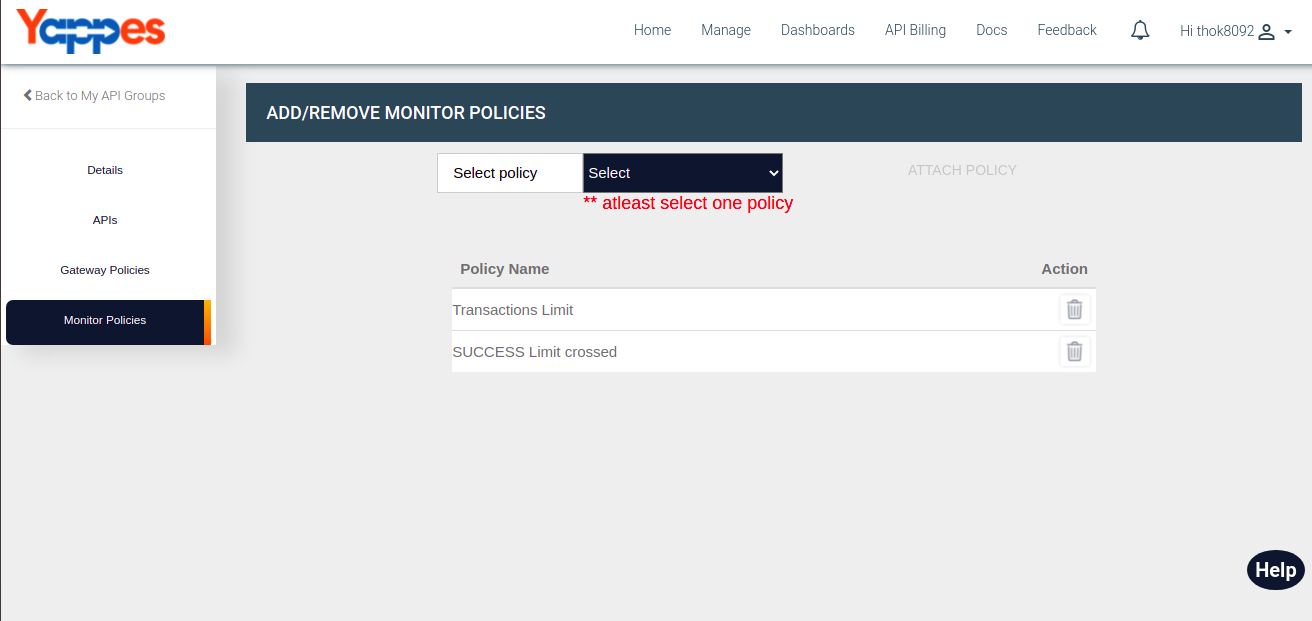 Yappes
Home Manage Dashboards API Billing Docs Feedback Hi thok8092
Back to My API Groups
Details
APIs
Gateway Policies
Monitor Policies
ADD/REMOVE MONITOR POLICIES
Select policy Select ATTACH POLICY
** atleast select one policy
Policy Name Action
Transactions Limit
SUCCESS Limit crossed
Help